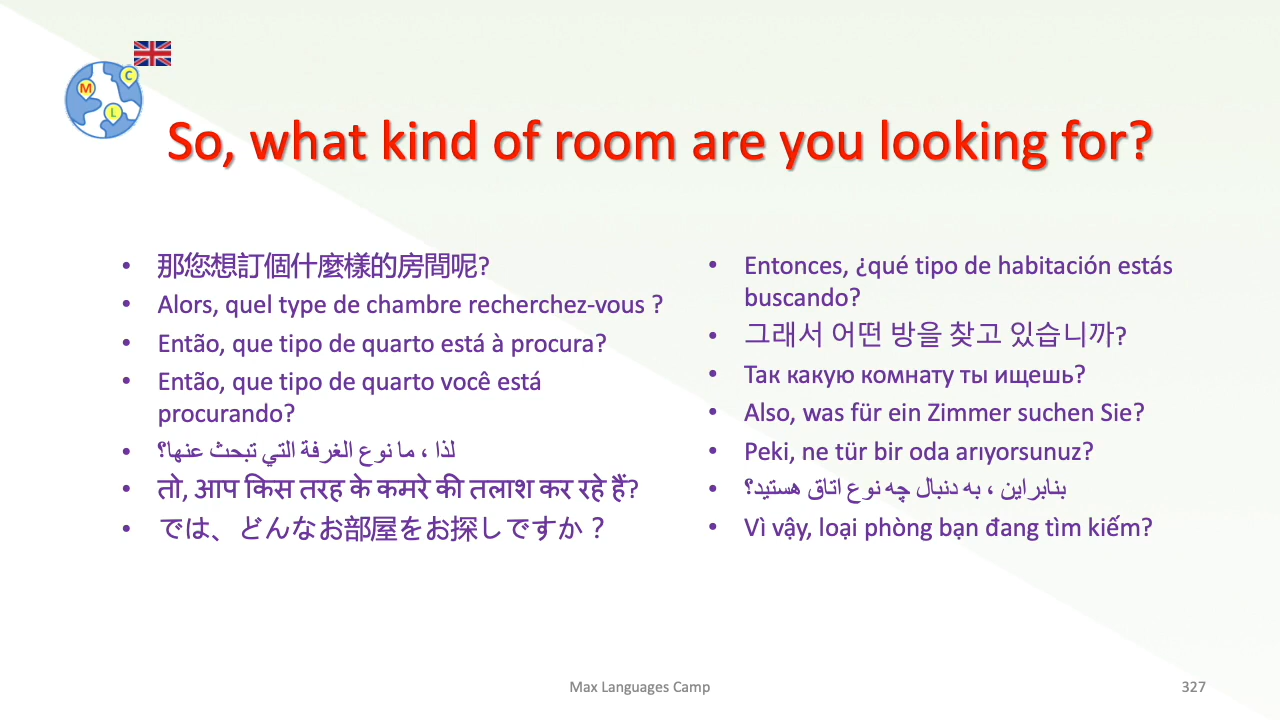 M
C
L
So, what kind of room are you looking for?
• 那您想訂個什麼樣的房間呢?
• Alors, quel type de chambre recherchez-vous ?
• Então, que tipo de quarto está à procura?
• Então, que tipo de quarto você está
procurando?
• لذا ، ما نوع الغرفة التي تبحث عنها؟
• तो, आप किस तरह के कमरे की तलाश कर रहे हैं?
• では、どんなお部屋をお探しですか？
• Entonces, ¿qué tipo de habitación estás
buscando?
• 그래서 어떤 방을 찾고 있습니까?
• Так какую комнату ты ищешь?
• Also, was für ein Zimmer suchen Sie?
• Peki, ne tür bir oda arıyorsunuz?
• بنابراین ، به دنبال چه نوع اتاق هستید؟
• Vì vậy, loại phòng bạn đang tìm kiếm?
Max Languages Camp
327